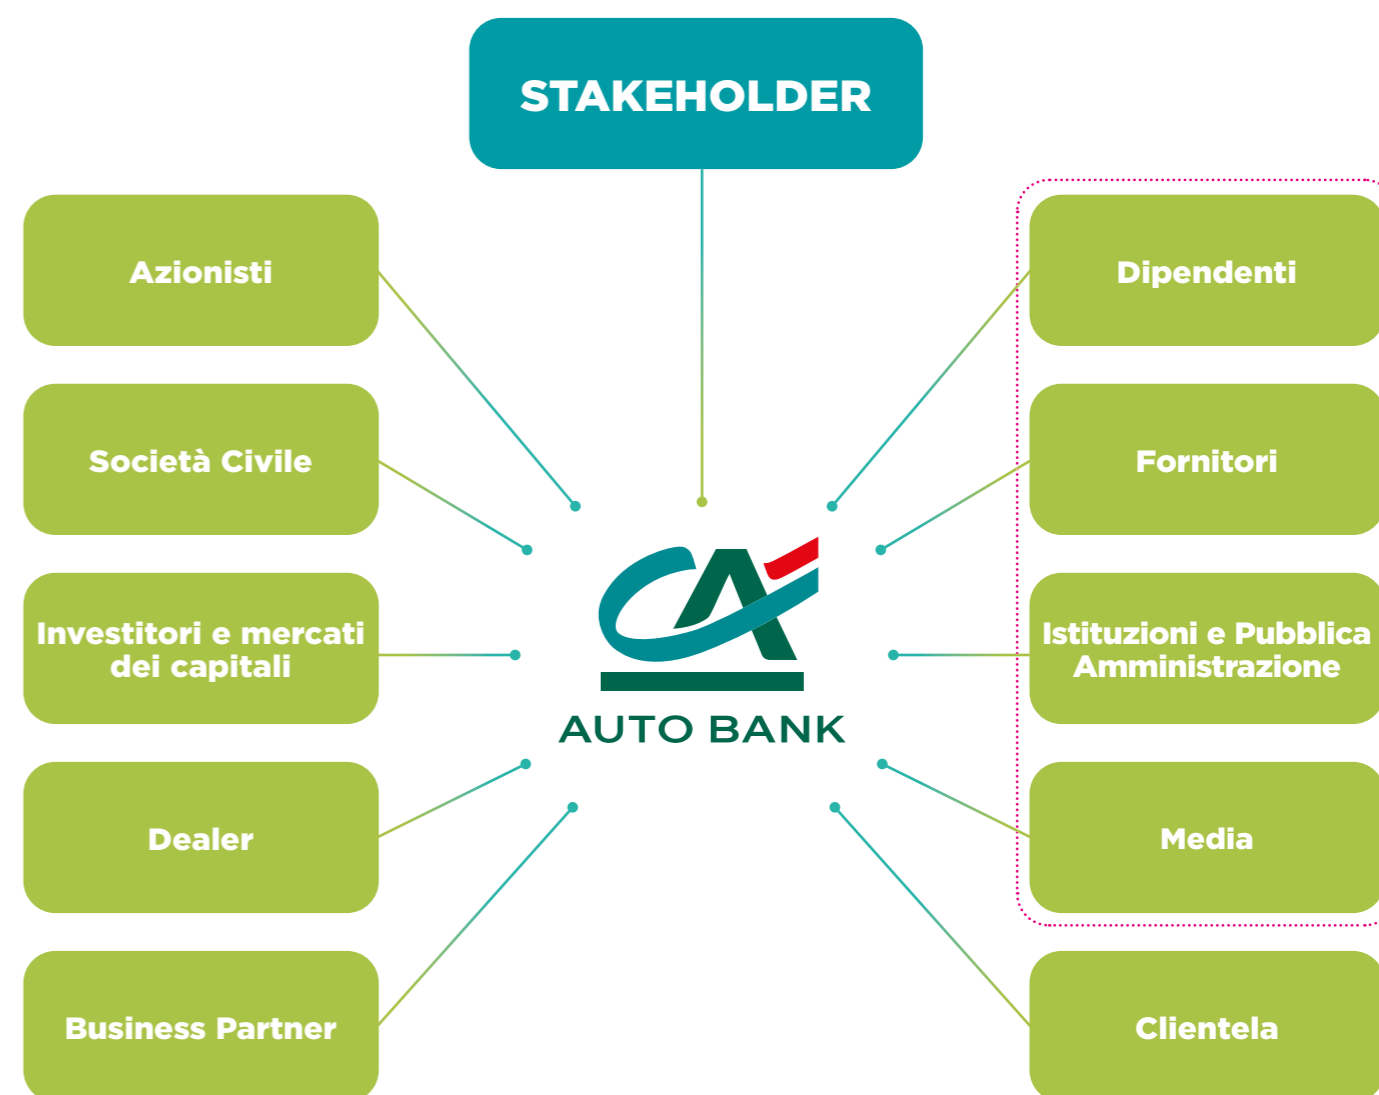 STAKEHOLDER
Azionisti
Società Civile
Investitori e mercati
dei capitali
Dealer
Business Partner
CA
AUTO BANK
Dipendenti
Fornitori
Istituzioni e Pubblica
Amministrazione
Media
Clientela